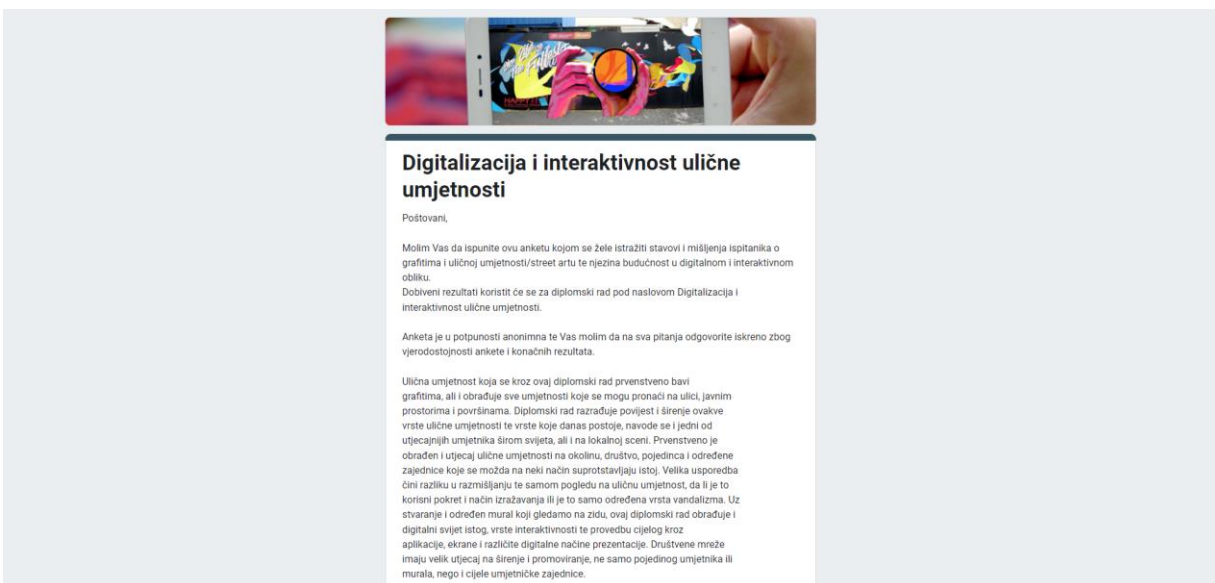 HAPPY IT
Digitalizacija i interaktivnost ulične
umjetnosti
Poštovani,
Molim Vas da ispunite ovu anketu kojom se žele istražiti stavovi i mišljenja ispitanika o
grafitima i uličnoj umjetnosti/street artu te njezina budućnost u digitalnom i interaktivnom
obliku.
Dobiveni rezultati koristit će se za diplomski rad pod naslovom Digitalizacija i
interaktivnost ulične umjetnosti.
Anketa je u potpunosti anonimna te Vas molim da na sva pitanja odgovorite iskreno zbog
vjerodostojnosti ankete i konačnih rezultata.
Ulična umjetnost koja se kroz ovaj diplomski rad prvenstveno bavi
grafitima, ali i obrađuje sve umjetnosti koje se mogu pronaći na ulici, javnim
prostorima i površinama. Diplomski rad razrađuje povijest i širenje ovakve
vrste ulične umjetnosti te vrste koje danas postoje, navode se i jedni od
utjecajnijih umjetnika širom svijeta, ali i na lokalnoj sceni. Prvenstveno je
obrađen i utjecaj ulične umjetnosti na okolinu, društvo, pojedinca i određene
zajednice koje se možda na neki način suprotstavljaju istoj. Velika usporedba
čini razliku u razmišljanju te samom pogledu na uličnu umjetnost, da li je to
korisni pokret i način izražavanja ili je to samo određena vrsta vandalizma. Uz
stvaranje i određen mural koji gledamo na zidu, ovaj diplomski rad obrađuje i
digitalni svijet istog, vrste interaktivnosti te provedbu cijelog kroz
aplikacije, ekrane i različite digitalne načine prezentacije. Društvene mreže
imaju velik utjecaj na širenje i promoviranje, ne samo pojedinog umjetnika ili
murala, nego i cijele umjetničke zajednice.